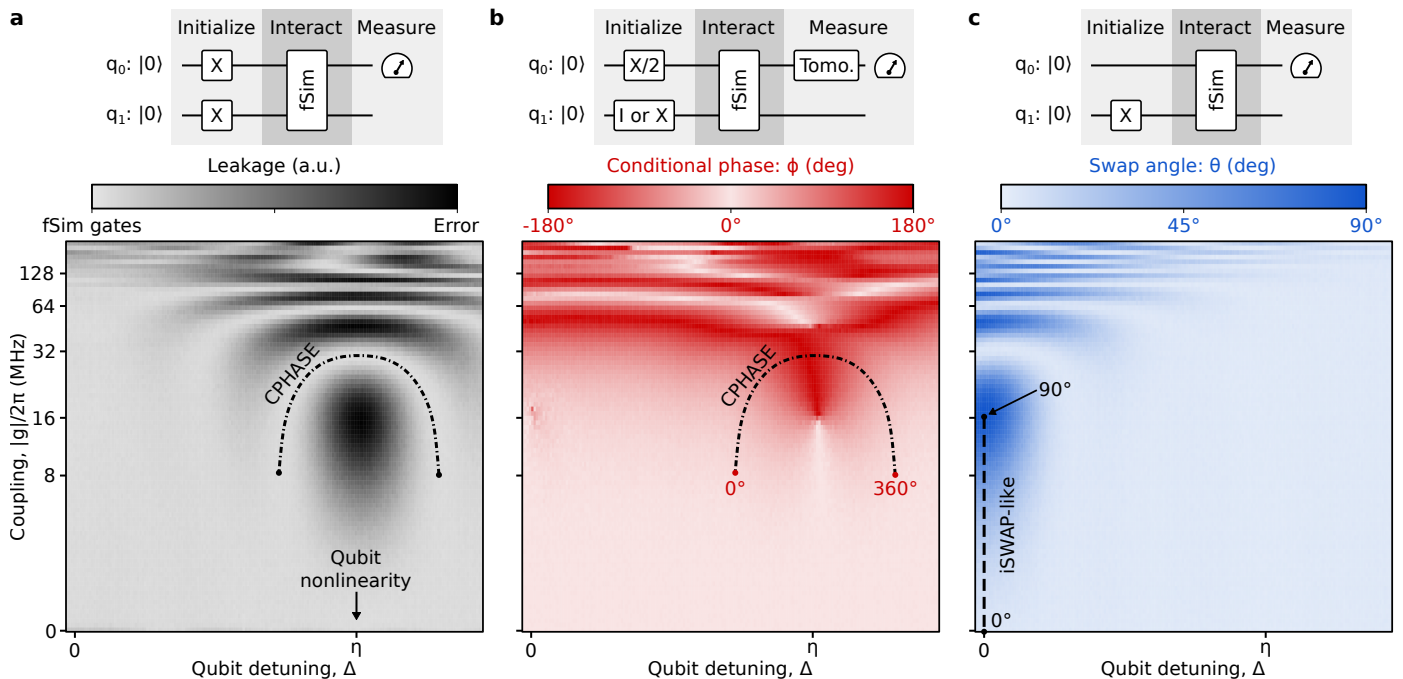 a
Initialize Interact Measure
q0: |0⟩ X fSim
q1: |0⟩ X
Leakage (a.u.)
fSim gates Error
Coupling, |g|/2π (MHz)
128
64
32
16
8
0
CPHASE
Qubit
nonlinearity
0 η
Qubit detuning, Δ
b
Initialize Interact Measure
q0: |0⟩ X/2 fSim Tomo.
q1: |0⟩ I or X
Conditional phase: ϕ (deg)
-180° 0° 180°
CPHASE
0° 360°
0 η
Qubit detuning, Δ
c
Initialize Interact Measure
q0: |0⟩ fSim
q1: |0⟩ X
Swap angle: θ (deg)
0° 45° 90°
90°
iSWAP-like
0°
0 η
Qubit detuning, Δ